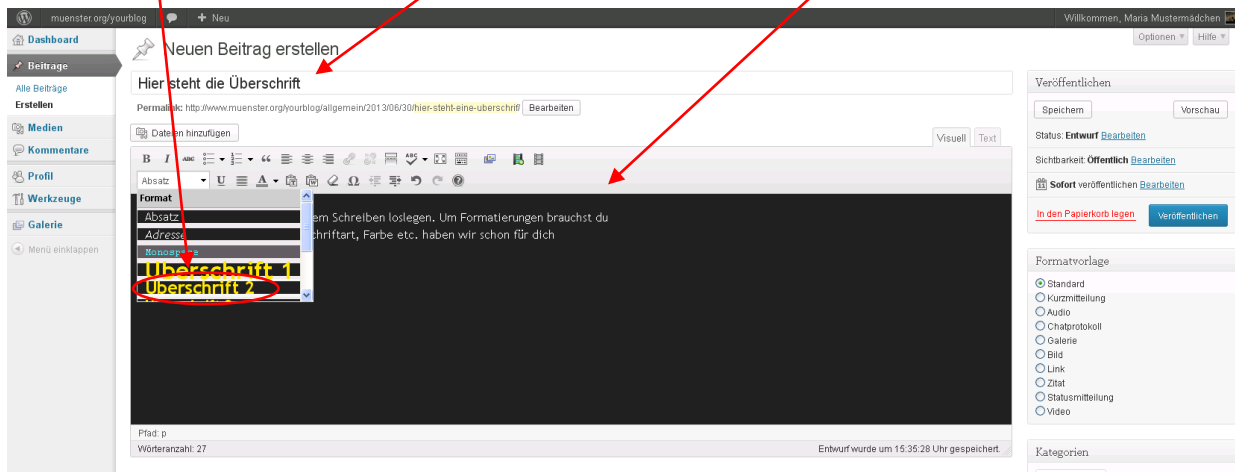 muenster.org/yourblog + Neu Willkommen, Maria Mustermädchen
Optionen Hilfe
Dashboard
Beitrage
Alle Beiträge
Erstellen
Medien
Kommentare
Profil
Werkzeuge
Galerie
Menü einklappen
Neuen Beitrag erstellen
Hier steht die Überschrift
Permalink: http://www.muenster.org/yourblog/allgemein/2013/06/30/hier-steht-eine-uberschrift/ Bearbeiten
Dateien hinzufügen
Visuell Text
B I ABC ABC
Absatz U A Ω
Format
Absatz
Adresse
Monospace
Überschrift 1
Überschrift 2
em Schreiben loslegen. Um Formatierungen brauchst du
chriftart, Farbe etc. haben wir schon für dich
Pfad: p
Wörteranzahl: 27 Entwurf wurde um 15:35:28 Uhr gespeichert.
Veröffentlichen
Speichern Vorschau
Status: Entwurf Bearbeiten
Sichtbarkeit: Öffentlich Bearbeiten
Sofort veröffentlichen Bearbeiten
In den Papierkorb legen Veröffentlichen
Formatvorlage
Standard
Kurzmitteilung
Audio
Chatprotokoll
Galerie
Bild
Link
Zitat
Statusmitteilung
Video
Kategorien